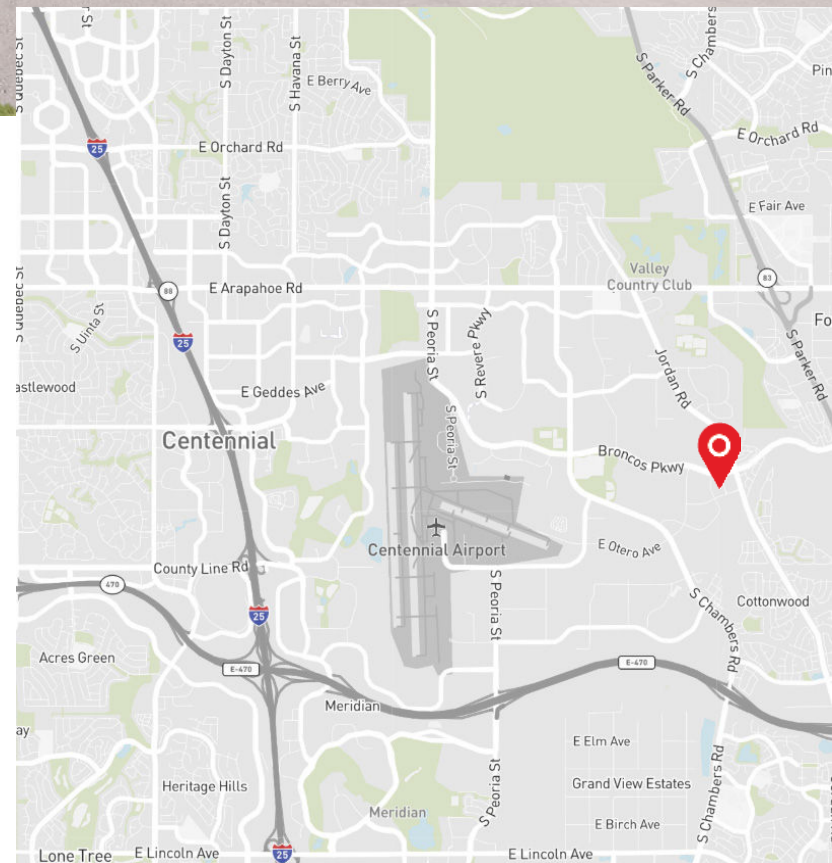 S Quebec St
r St
S Dayton St
S Havana St
E Berry Ave
S Chambers
Pin
S Parker Rd
25
E Orchard Rd
E Orchard Rd
S Dayton St
E Fair Ave
S Quebec St
Valley
Country Club
83
88
E Arapahoe Rd
Fo
S Uinta St
25
S Peoria St
S Revere Pkwy
Jordan Rd
S Parker Rd
astlewood
E Geddes Ave
Centennial
S Peoria St
Broncos Pkwy
Centennial Airport
E Otero Ave
County Line Rd
470
S Peoria St
S Chambers Rd
Cottonwood
25
Acres Green
E-470
E-470
Meridian
ay
E Elm Ave
Heritage Hills
Grand View Estates
S Peoria St
S Chambers Rd
Meridian
E Birch Ave
Lone Tree
E Lincoln Ave
25
E Lincoln Ave